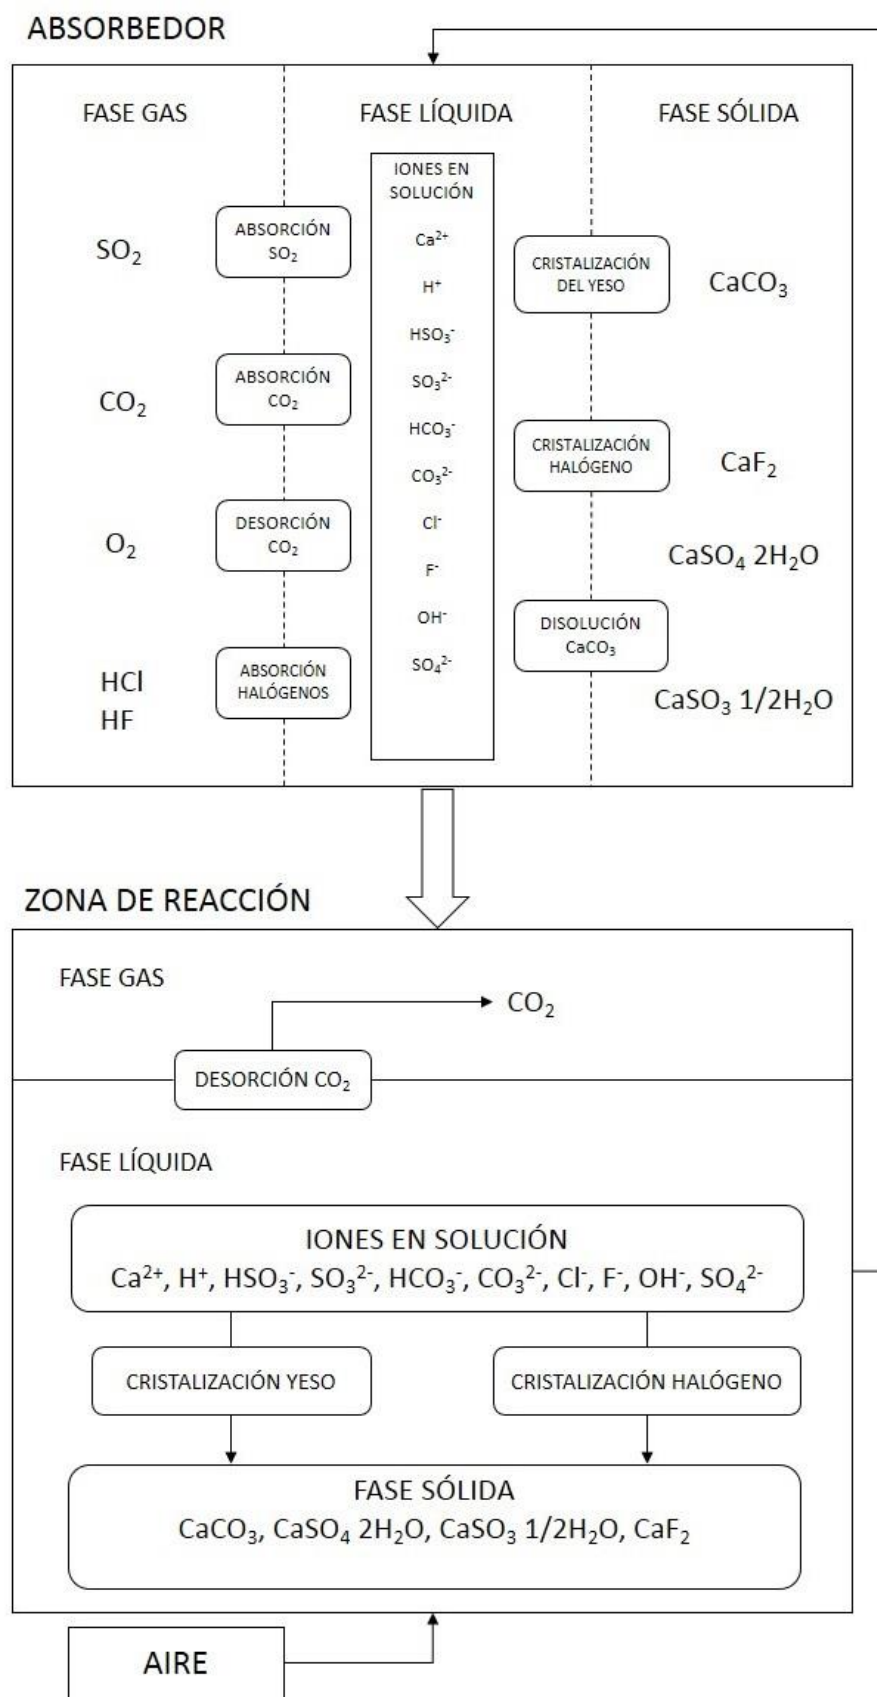 ABSORBEDOR
FASE GAS
FASE LÍQUIDA
FASE SÓLIDA
SO₂
CO₂
O₂
HCl
HF
ABSORCIÓN
SO₂
ABSORCIÓN
CO₂
DESORCIÓN
CO₂
ABSORCIÓN
HALÓGENOS
IONES EN
SOLUCIÓN
Ca²⁺
H⁺
HSO₃⁻
SO₃²⁻
HCO₃⁻
CO₃²⁻
Cl⁻
F⁻
OH⁻
SO₄²⁻
CRISTALIZACIÓN
DEL YESO
CRISTALIZACIÓN
HALÓGENO
DISOLUCIÓN
CaCO₃
CaCO₃
CaF₂
CaSO₄ 2H₂O
CaSO₃ 1/2H₂O
ZONA DE REACCIÓN
FASE GAS
CO₂
DESORCIÓN CO₂
FASE LÍQUIDA
IONES EN SOLUCIÓN
Ca²⁺, H⁺, HSO₃⁻, SO₃²⁻, HCO₃⁻, CO₃²⁻, Cl⁻, F⁻, OH⁻, SO₄²⁻
CRISTALIZACIÓN YESO
CRISTALIZACIÓN HALÓGENO
FASE SÓLIDA
CaCO₃, CaSO₄ 2H₂O, CaSO₃ 1/2H₂O, CaF₂
AIRE